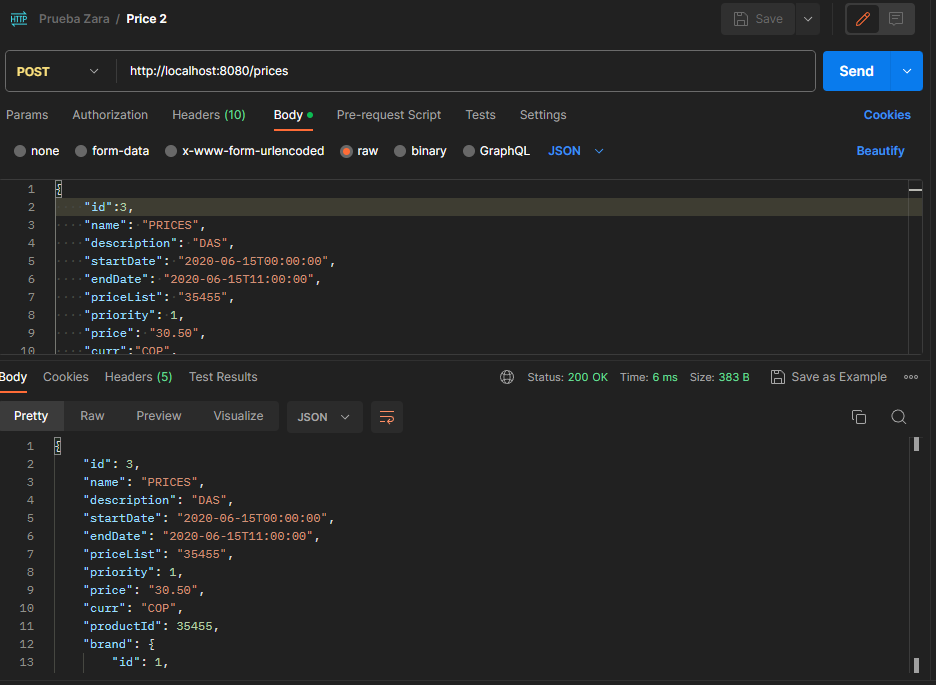 HTTP Prueba Zara / Price 2 Save
POST http://localhost:8080/prices Send
Params Authorization Headers (10) Body Pre-request Script Tests Settings Cookies
none form-data x-www-form-urlencoded raw binary GraphQL JSON Beautify
1 {
2 "id":3,
3 "name": "PRICES",
4 "description": "DAS",
5 "startDate": "2020-06-15T00:00:00",
6 "endDate": "2020-06-15T11:00:00",
7 "priceList": "35455",
8 "priority": 1,
9 "price": "30.50",
10 "curr":"COP",
Body Cookies Headers (5) Test Results Status: 200 OK Time: 6 ms Size: 383 B Save as Example
Pretty Raw Preview Visualize JSON
1 {
2 "id": 3,
3 "name": "PRICES",
4 "description": "DAS",
5 "startDate": "2020-06-15T00:00:00",
6 "endDate": "2020-06-15T11:00:00",
7 "priceList": "35455",
8 "priority": 1,
9 "price": "30.50",
10 "curr": "COP",
11 "productId": 35455,
12 "brand": {
13 "id": 1,